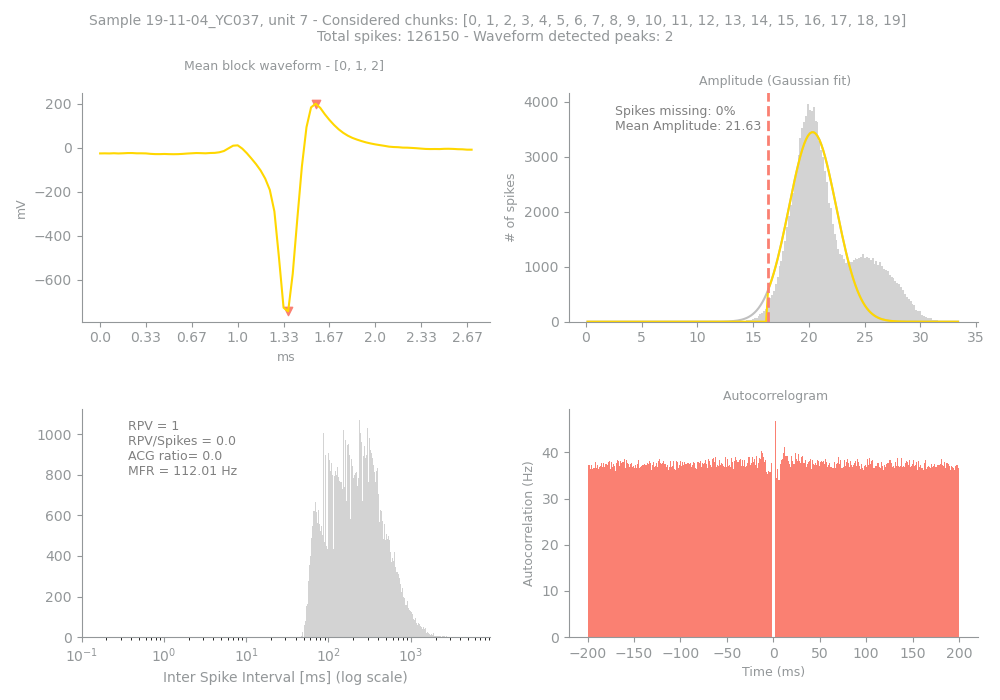 Sample 19-11-04_YC037, unit 7 - Considered chunks: [0, 1, 2, 3, 4, 5, 6, 7, 8, 9, 10, 11, 12, 13, 14, 15, 16, 17, 18, 19]
Total spikes: 126150 - Waveform detected peaks: 2
Mean block waveform - [0, 1, 2]
200
0
−200
−400
−600
mV
0.0 0.33 0.67 1.0 1.33 1.67 2.0 2.33 2.67
ms
Amplitude (Gaussian fit)
Spikes missing: 0%
Mean Amplitude: 21.63
4000
3000
2000
1000
0
# of spikes
0 5 10 15 20 25 30 35
RPV = 1
RPV/Spikes = 0.0
ACG ratio= 0.0
MFR = 112.01 Hz
1000
800
600
400
200
0
10⁻¹ 10⁰ 10¹ 10² 10³
Inter Spike Interval [ms] (log scale)
Autocorrelogram
40
30
20
10
0
Autocorrelation (Hz)
−200 −150 −100 −50 0 50 100 150 200
Time (ms)